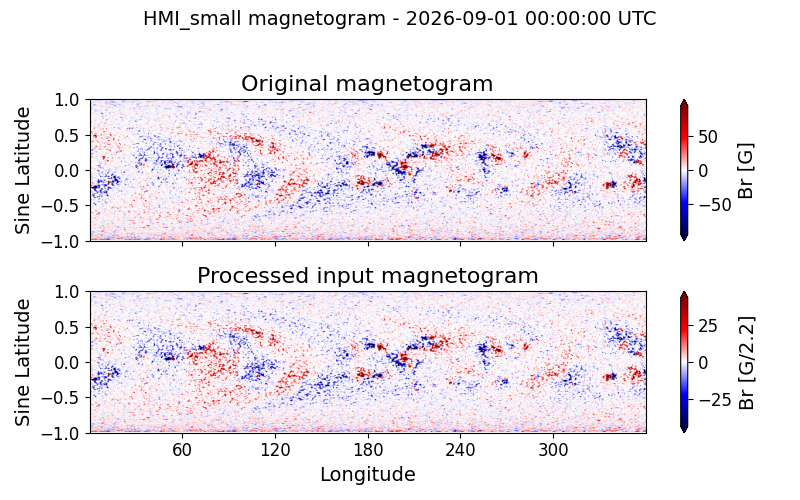 HMI_small magnetogram - 2026-09-01 00:00:00 UTC
Original magnetogram
1.0
0.5
0.0
−0.5
−1.0
Sine Latitude
50
0
−50
Br [G]
Processed input magnetogram
1.0
0.5
0.0
−0.5
−1.0
Sine Latitude
60
120
180
240
300
Longitude
25
0
−25
Br [G/2.2]